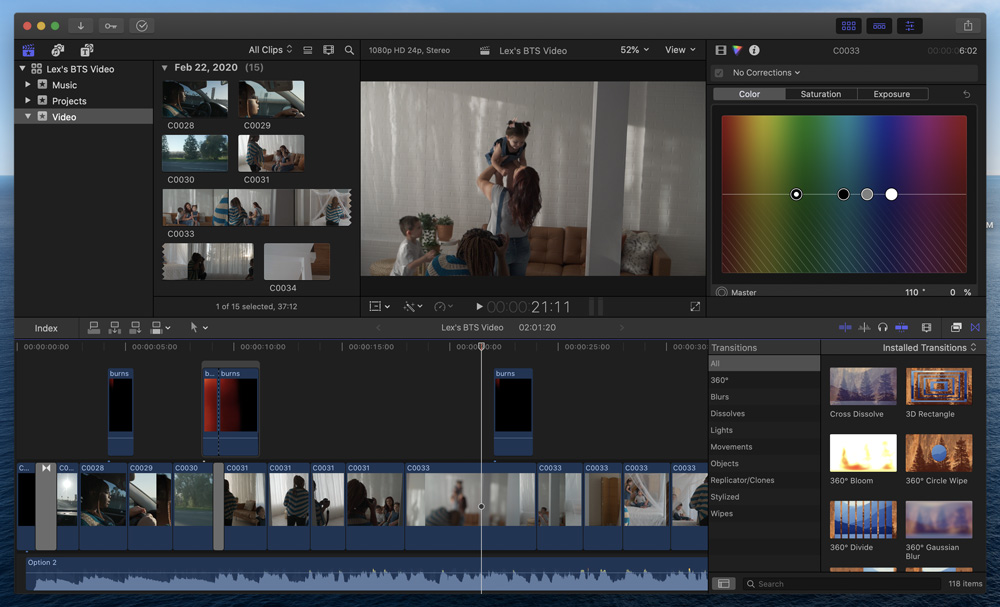 All Clips
1080p HD 24p, Stereo
Lex's BTS Video
52%
View
C0033
00:00:06:02
Lex's BTS Video
Music
Projects
Video
Feb 22, 2020 (15)
C0028
C0029
C0030
C0031
C0033
C0034
1 of 15 selected, 37:12
00:00:21:11
No Corrections
Color
Saturation
Exposure
Master
110 °
0 %
M
Index
Lex's BTS Video
02:01:20
00:00:00:00
00:00:05:00
00:00:10:00
00:00:15:00
00:00:25:00
00:00:30
burns
b...
burns
burns
C...
C0...
C0028
C0029
C0030
C0031
C0031
C0031
C0031
C0033
C0033
C0033
C0033
C0033
Option 2
Transitions
Installed Transitions
All
360°
Blurs
Dissolves
Lights
Movements
Objects
Replicator/Clones
Stylized
Wipes
Cross Dissolve
3D Rectangle
360° Bloom
360° Circle Wipe
360° Divide
360° Gaussian
Blur
Search
118 items